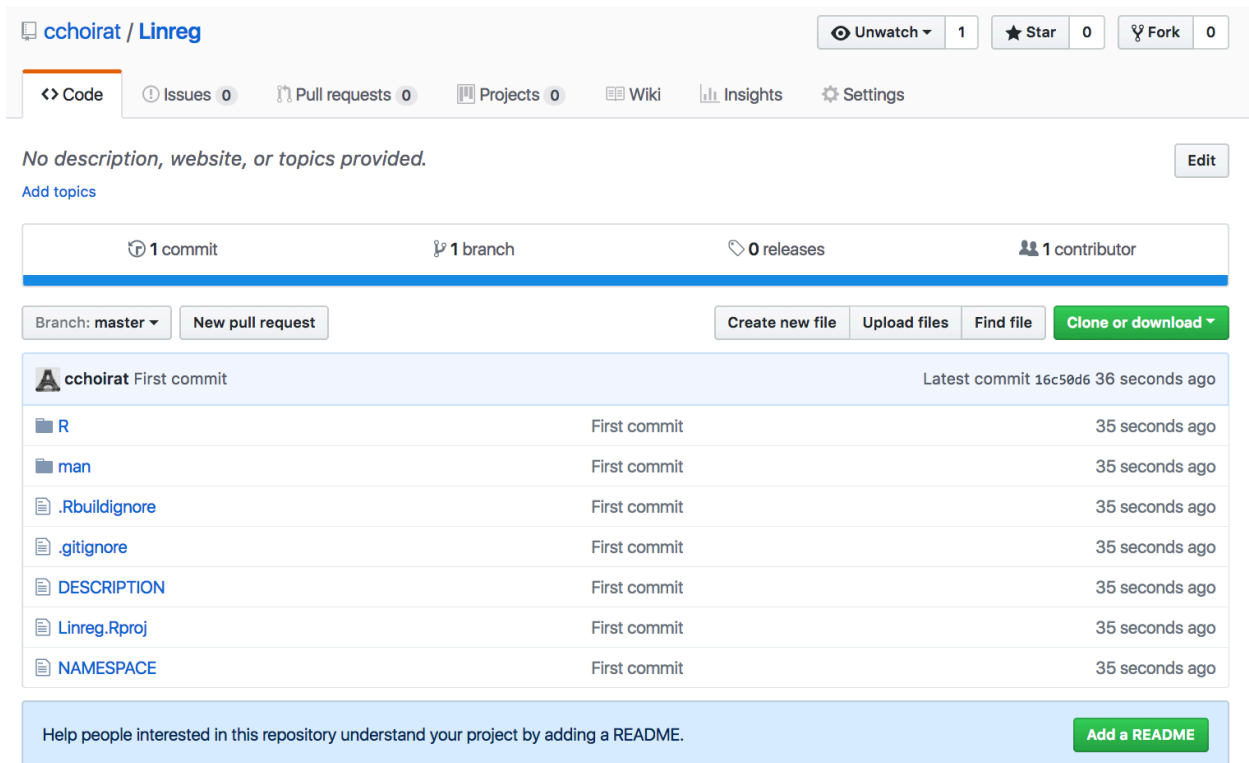 cchoirat / Linreg Unwatch 1 Star 0 Fork 0
Code Issues 0 Pull requests 0 Projects 0 Wiki Insights Settings
No description, website, or topics provided. Edit
Add topics
1 commit 1 branch 0 releases 1 contributor
Branch: master New pull request Create new file Upload files Find file Clone or download
cchoirat First commit Latest commit 16c50d6 36 seconds ago
R First commit 35 seconds ago
man First commit 35 seconds ago
.Rbuildignore First commit 35 seconds ago
.gitignore First commit 35 seconds ago
DESCRIPTION First commit 35 seconds ago
Linreg.Rproj First commit 35 seconds ago
NAMESPACE First commit 35 seconds ago
Help people interested in this repository understand your project by adding a README. Add a README